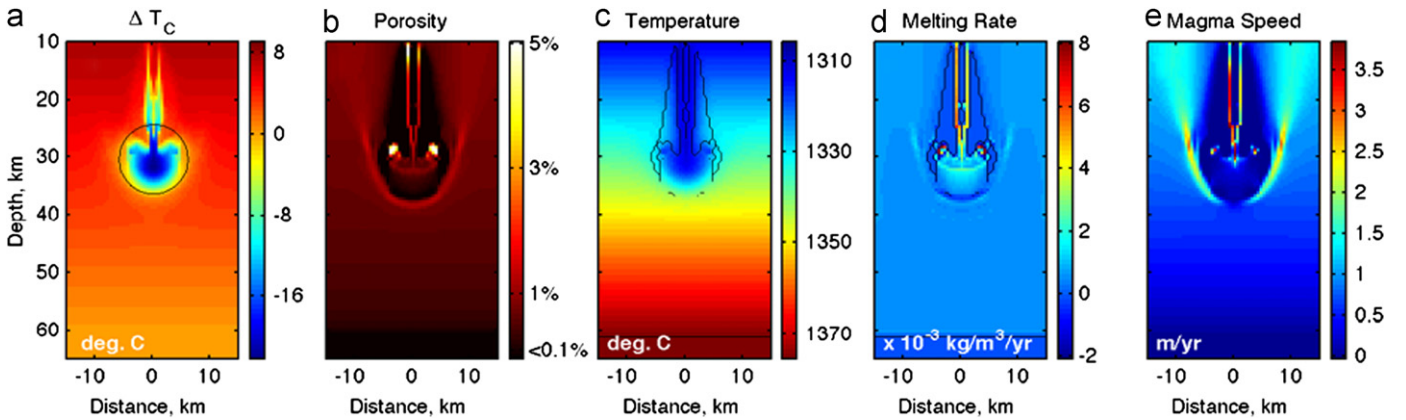 a
Δ T_C
b
Porosity
c
Temperature
d
Melting Rate
e
Magma Speed
Depth, km
10
20
30
40
50
60
8
0
-8
-16
5%
3%
1%
<0.1%
1310
1330
1350
1370
8
6
4
2
0
-2
3.5
3
2.5
2
1.5
1
0.5
0
deg. C
deg. C
x 10⁻³ kg/m³/yr
m/yr
-10 0 10
-10 0 10
-10 0 10
-10 0 10
-10 0 10
Distance, km
Distance, km
Distance, km
Distance, km
Distance, km